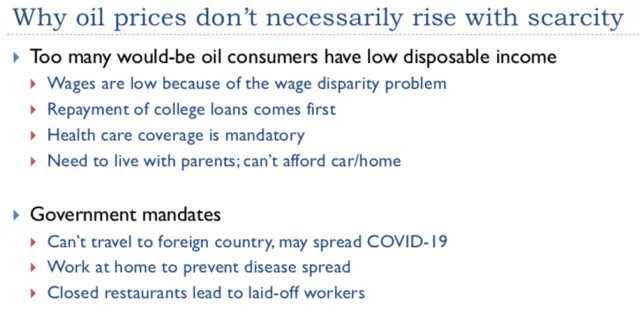 Why oil prices don't necessarily rise with scarcity
Too many would-be oil consumers have low disposable income
Wages are low because of the wage disparity problem
Repayment of college loans comes first
Health care coverage is mandatory
Need to live with parents; can't afford car/home
Government mandates
Can't travel to foreign country, may spread COVID-19
Work at home to prevent disease spread
Closed restaurants lead to laid-off workers